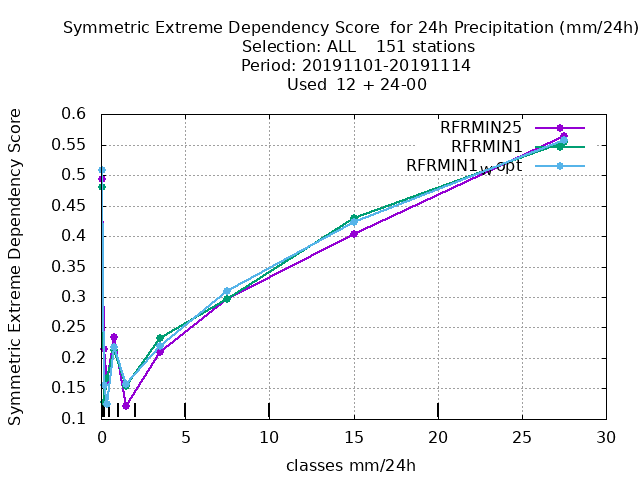 Symmetric Extreme Dependency Score for 24h Precipitation (mm/24h)
Selection: ALL 151 stations
Period: 20191101-20191114
Used 12 + 24-00
Symmetric Extreme Dependency Score
0.6
0.55
0.5
0.45
0.4
0.35
0.3
0.25
0.2
0.15
0.1
RFRMIN25
RFRMIN1
RFRMIN1wopt
0 5 10 15 20 25 30
classes mm/24h